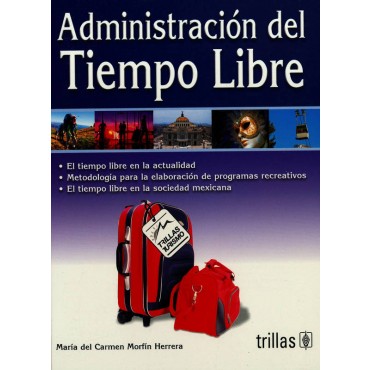 Administración del
Tiempo Libre
• El tiempo libre en la actualidad
• Metodología para la elaboración de programas recreativos
• El tiempo libre en la sociedad mexicana
TRILLAS
TURISMO
María del Carmen Morfín Herrera
trillas